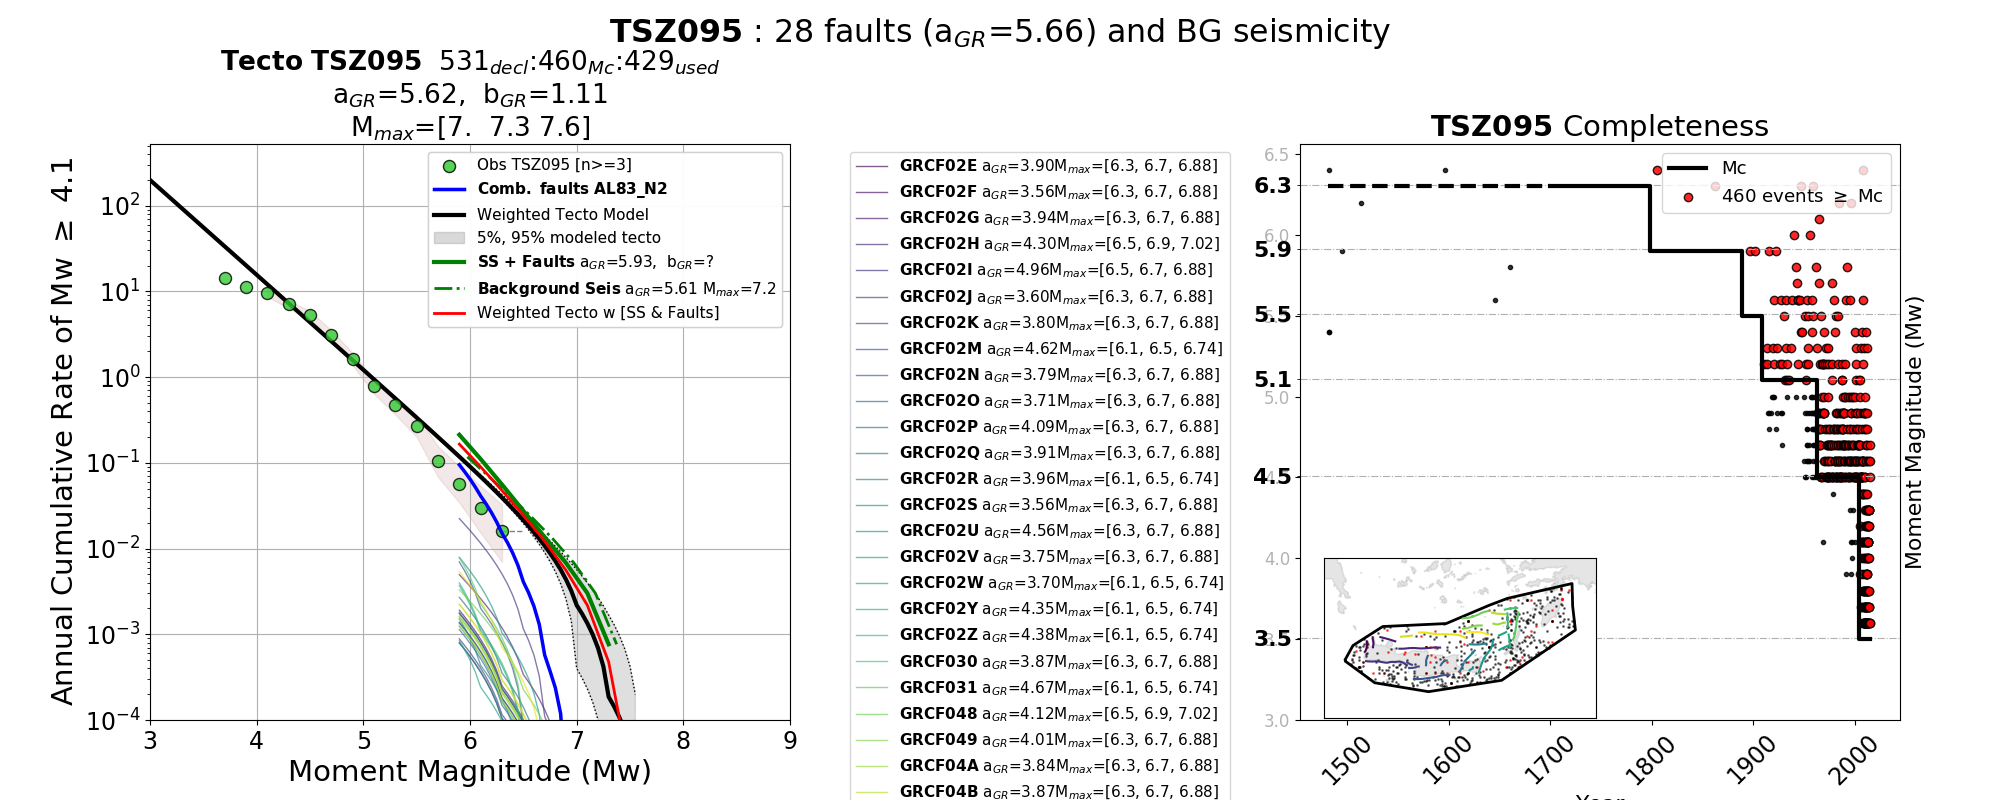 TSZ095 : 28 faults (aGR=5.66) and BG seismicity
Tecto TSZ095 531decl:460Mc:429used
aGR=5.62, bGR=1.11
Mmax=[7. 7.3 7.6]
Annual Cumulative Rate of Mw ≥ 4.1
10²
10¹
10⁰
10⁻¹
10⁻²
10⁻³
10⁻⁴
3 4 5 6 7 8 9
Moment Magnitude (Mw)
Obs TSZ095 [n>=3]
Comb. faults AL83_N2
Weighted Tecto Model
5%, 95% modeled tecto
SS + Faults aGR=5.93, bGR=?
Background Seis aGR=5.61 Mmax=7.2
Weighted Tecto w [SS & Faults]
GRCF02E aGR=3.90Mmax=[6.3, 6.7, 6.88]
GRCF02F aGR=3.56Mmax=[6.3, 6.7, 6.88]
GRCF02G aGR=3.94Mmax=[6.3, 6.7, 6.88]
GRCF02H aGR=4.30Mmax=[6.5, 6.9, 7.02]
GRCF02I aGR=4.96Mmax=[6.5, 6.7, 6.88]
GRCF02J aGR=3.60Mmax=[6.3, 6.7, 6.88]
GRCF02K aGR=3.80Mmax=[6.3, 6.7, 6.88]
GRCF02M aGR=4.62Mmax=[6.1, 6.5, 6.74]
GRCF02N aGR=3.79Mmax=[6.3, 6.7, 6.88]
GRCF02O aGR=3.71Mmax=[6.3, 6.7, 6.88]
GRCF02P aGR=4.09Mmax=[6.3, 6.7, 6.88]
GRCF02Q aGR=3.91Mmax=[6.3, 6.7, 6.88]
GRCF02R aGR=3.96Mmax=[6.1, 6.5, 6.74]
GRCF02S aGR=3.56Mmax=[6.3, 6.7, 6.88]
GRCF02U aGR=4.56Mmax=[6.3, 6.7, 6.88]
GRCF02V aGR=3.75Mmax=[6.3, 6.7, 6.88]
GRCF02W aGR=3.70Mmax=[6.1, 6.5, 6.74]
GRCF02Y aGR=4.35Mmax=[6.1, 6.5, 6.74]
GRCF02Z aGR=4.38Mmax=[6.1, 6.5, 6.74]
GRCF030 aGR=3.87Mmax=[6.3, 6.7, 6.88]
GRCF031 aGR=4.67Mmax=[6.1, 6.5, 6.74]
GRCF048 aGR=4.12Mmax=[6.5, 6.9, 7.02]
GRCF049 aGR=4.01Mmax=[6.3, 6.7, 6.88]
GRCF04A aGR=3.84Mmax=[6.3, 6.7, 6.88]
GRCF04B aGR=3.87Mmax=[6.3, 6.7, 6.88]
TSZ095 Completeness
Mc
460 events ≥ Mc
6.5
6.3
6.0
5.9
5.5
5.1
5.0
4.5
4.0
3.5
3.0
Moment Magnitude (Mw)
1500 1600 1700 1800 1900 2000